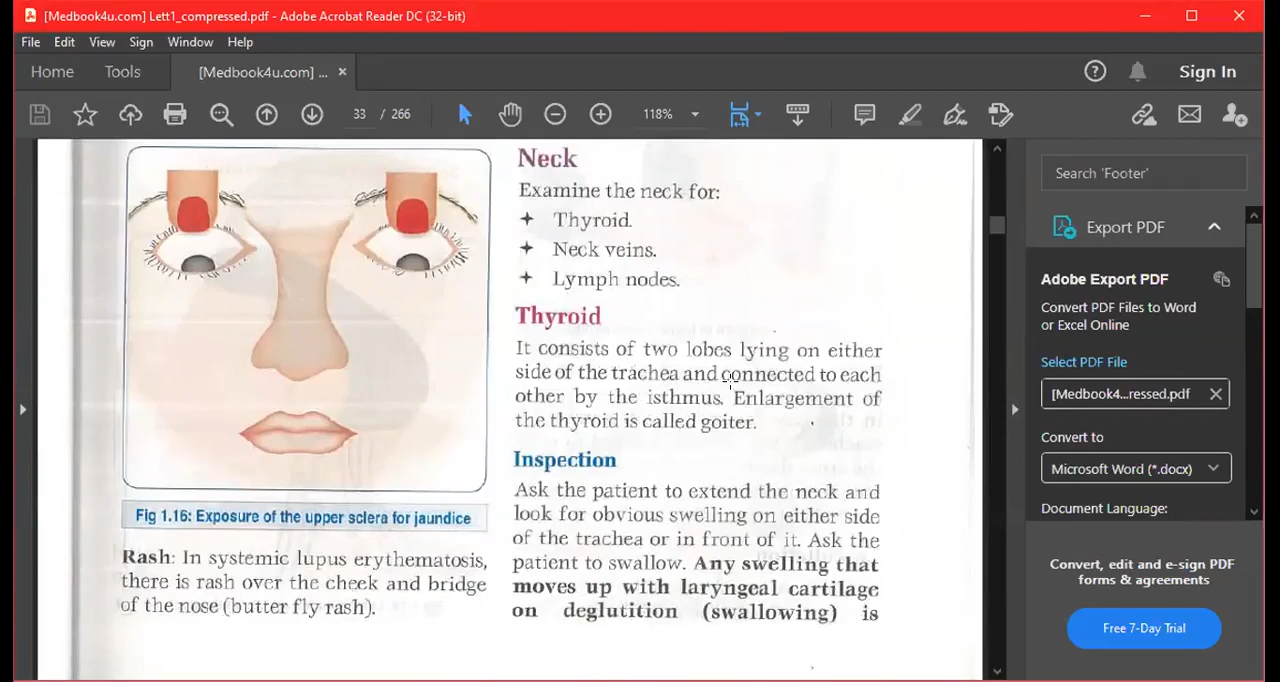 [Medbook4u.com] Lett1_compressed.pdf - Adobe Acrobat Reader DC (32-bit)
File Edit View Sign Window Help
Home Tools [Medbook4u.com] ... × Sign In
33 / 266 118%
Fig 1.16: Exposure of the upper sclera for jaundice
Rash: In systemic lupus erythematosis,
there is rash over the cheek and bridge
of the nose (butter fly rash).
Neck
Examine the neck for:
Thyroid.
Neck veins.
Lymph nodes.
Thyroid
It consists of two lobes lying on either
side of the trachea and connected to each
other by the isthmus. Enlargement of
the thyroid is called goiter.
Inspection
Ask the patient to extend the neck and
look for obvious swelling on either side
of the trachea or in front of it. Ask the
patient to swallow. Any swelling that
moves up with laryngeal cartilage
on deglutition (swallowing) is
Search 'Footer'
Export PDF
Adobe Export PDF
Convert PDF Files to Word
or Excel Online
Select PDF File
[Medbook4...ressed.pdf
Convert to
Microsoft Word (*.docx)
Document Language:
Convert, edit and e-sign PDF
forms & agreements
Free 7-Day Trial